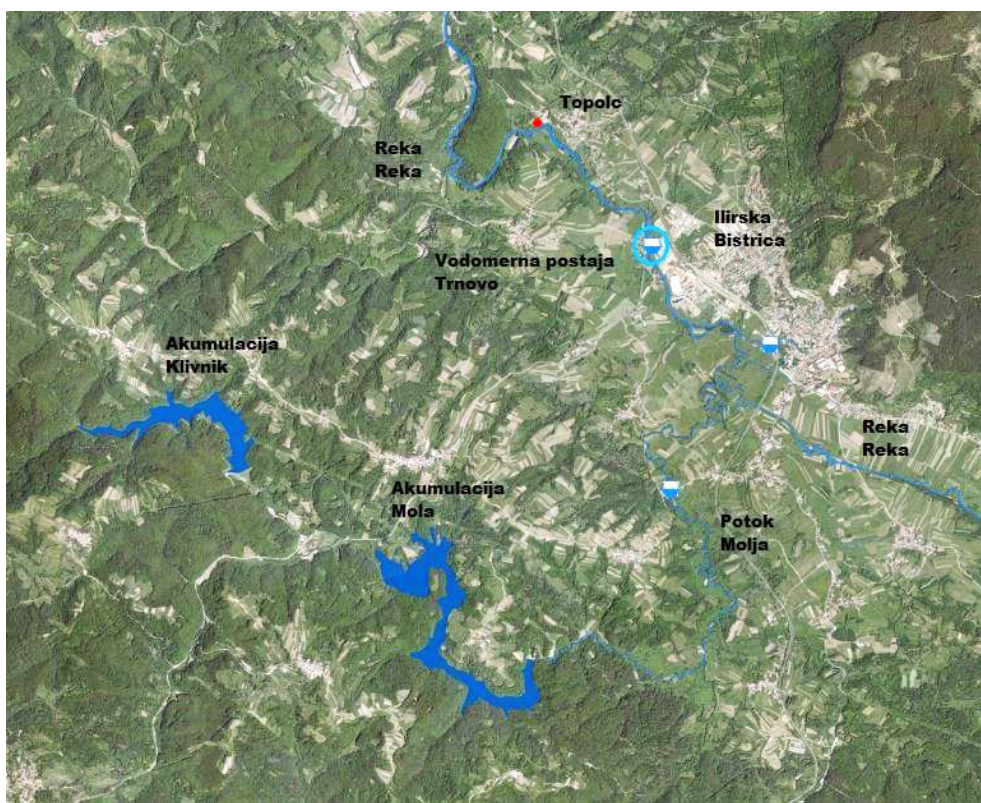 Topolc
Reka
Reka
Ilirska
Bistrica
Vodomerna postaja
Trnovo
Akumulacija
Klivnik
Reka
Reka
Akumulacija
Mola
Potok
Molja